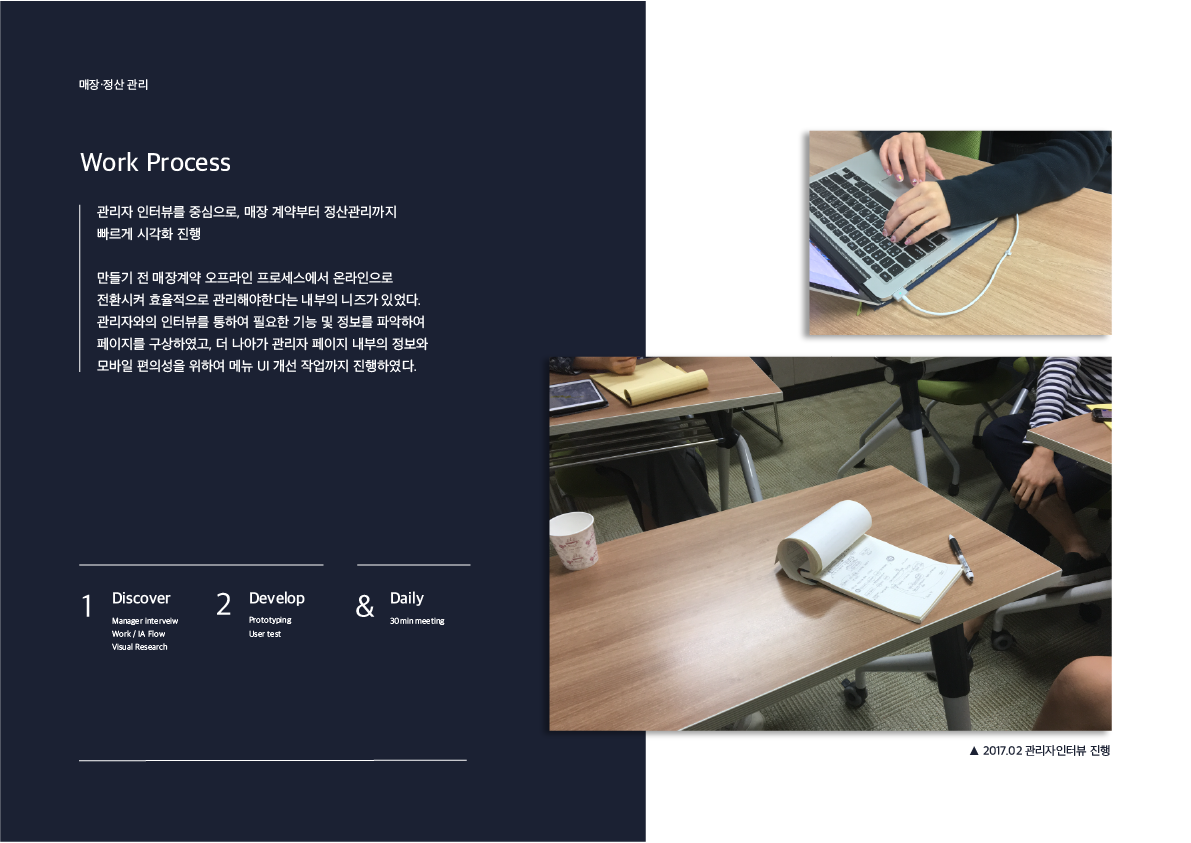 매장·정산 관리
Work Process
관리자 인터뷰를 중심으로, 매장 계약부터 정산관리까지
빠르게 시각화 진행
만들기 전 매장계약 오프라인 프로세스에서 온라인으로
전환시켜 효율적으로 관리해야한다는 내부의 니즈가 있었다.
관리자와의 인터뷰를 통하여 필요한 기능 및 정보를 파악하여
페이지를 구상하였고, 더 나아가 관리자 페이지 내부의 정보와
모바일 편의성을 위하여 메뉴 UI 개선 작업까지 진행하였다.
1 Discover
Manager interveiw
Work / IA Flow
Visual Research
2 Develop
Prototyping
User test
& Daily
30min meeting
▲ 2017.02 관리자인터뷰 진행